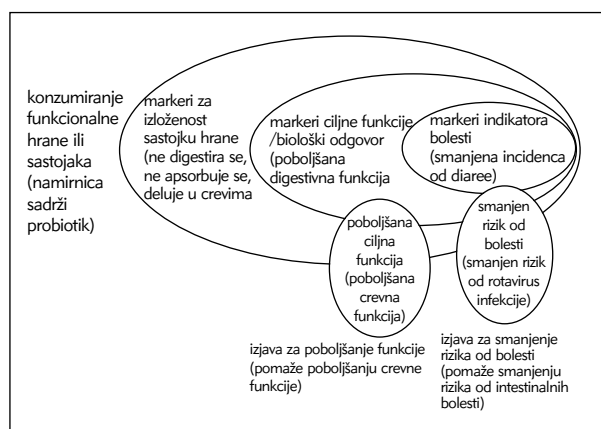 konzumiranje
funkcionalne
hrane ili
sastojaka
(namirnica
sadrži
probiotik)
markeri za
izloženost
sastojku hrane
(ne digestira se,
ne apsorbuje se,
deluje u crevima
markeri ciljne funkcije
/biološki odgovor
(poboljšana
digestivna funkcija
markeri indikatora
bolesti
(smanjena incidenca
od diaree)
poboljšana
ciljna
funkcija
(poboljšana
crevna
funkcija)
smanjen
rizik od
bolesti
(smanjen rizik
od rotavirus
infekcije)
izjava za poboljšanje funkcije
(pomaže poboljšanju crevne
funkcije)
izjava za smanjenje
rizika od bolesti
(pomaže smanjenju
rizika od intestinalnih
bolesti)